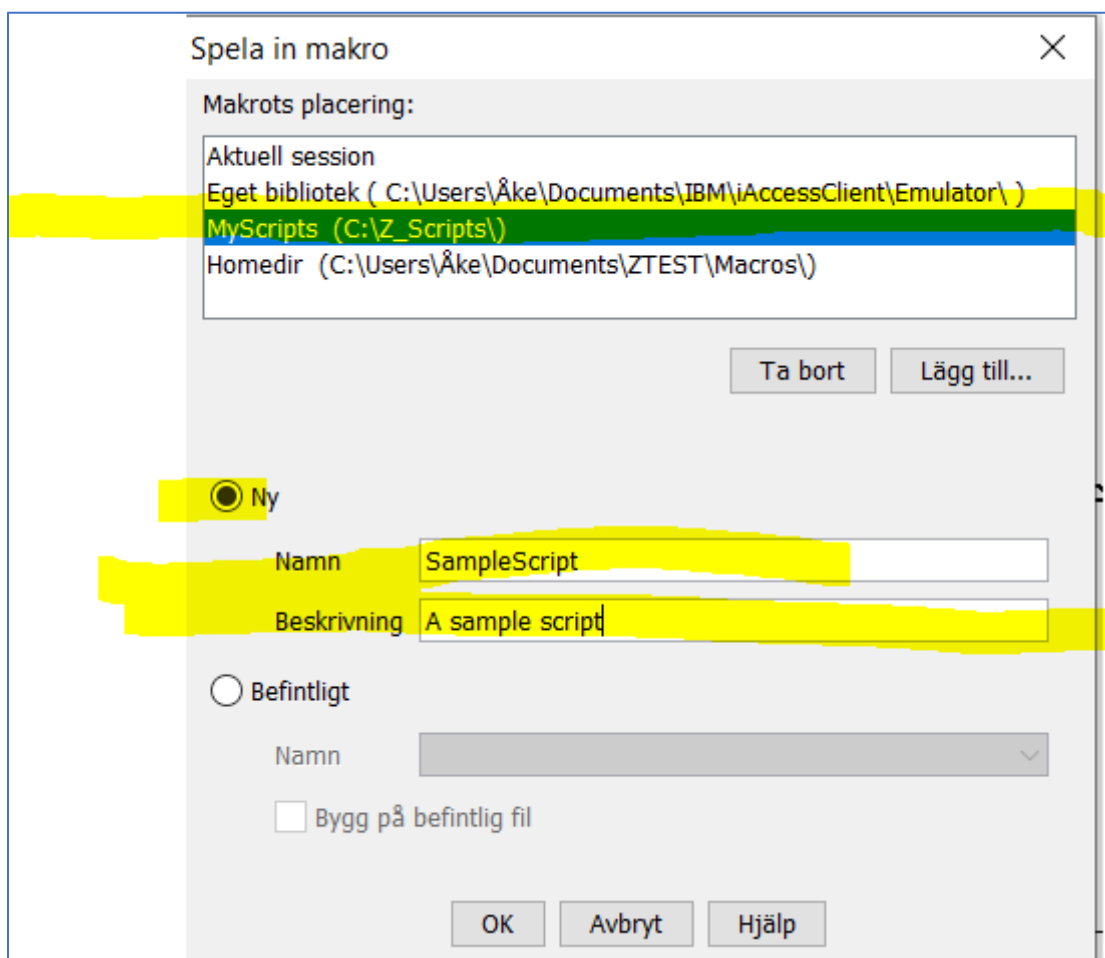 Spela in makro
Makrots placering:
Aktuell session
Eget bibliotek ( C:\Users\Åke\Documents\IBM\iAccessClient\Emulator\ )
MyScripts  (C:\Z_Scripts\)
Homedir  (C:\Users\Åke\Documents\ZTEST\Macros\)
Ta bort Lägg till...
Ny
Namn SampleScript
Beskrivning A sample script
Befintligt
Namn
Bygg på befintlig fil
OK Avbryt Hjälp